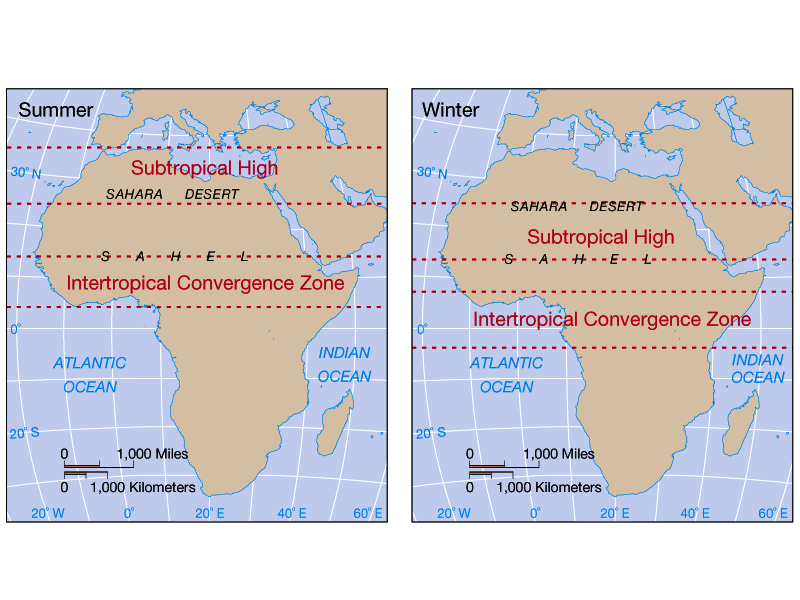 Summer
Subtropical High
30° N
SAHARA DESERT
SAHEL
Intertropical Convergence Zone
0°
ATLANTIC
OCEAN
INDIAN
OCEAN
20° S
0 1,000 Miles
0 1,000 Kilometers
20° W 0° 20° E 40° E 60° E
Winter
30° N
SAHARA DESERT
Subtropical High
SAHEL
Intertropical Convergence Zone
0°
ATLANTIC
OCEAN
INDIAN
OCEAN
20° S
0 1,000 Miles
0 1,000 Kilometers
20° W 0° 20° E 40° E 60° E